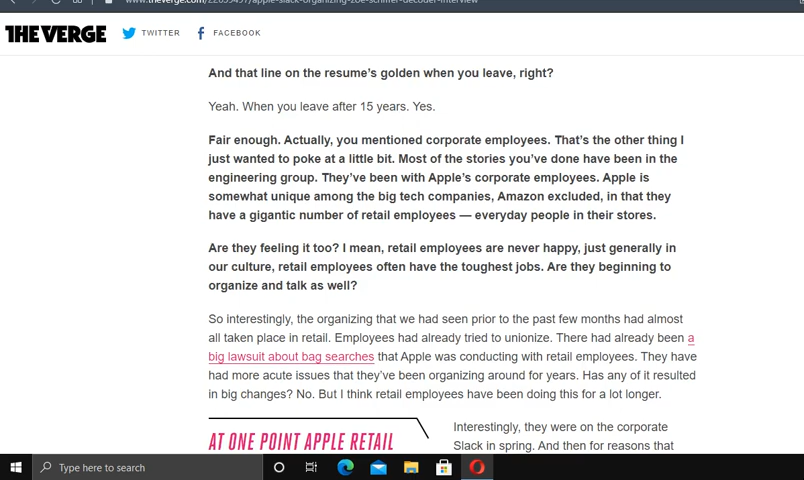 www.theverge.com/22659497/apple-slack-organizing-zoe-schiffer-decoder-interview
THE VERGE
TWITTER
FACEBOOK
And that line on the resume's golden when you leave, right?
Yeah. When you leave after 15 years. Yes.
Fair enough. Actually, you mentioned corporate employees. That's the other thing I
just wanted to poke at a little bit. Most of the stories you've done have been in the
engineering group. They've been with Apple's corporate employees. Apple is
somewhat unique among the big tech companies, Amazon excluded, in that they
have a gigantic number of retail employees — everyday people in their stores.
Are they feeling it too? I mean, retail employees are never happy, just generally in
our culture, retail employees often have the toughest jobs. Are they beginning to
organize and talk as well?
So interestingly, the organizing that we had seen prior to the past few months had almost
all taken place in retail. Employees had already tried to unionize. There had already been a
big lawsuit about bag searches that Apple was conducting with retail employees. They have
had more acute issues that they've been organizing around for years. Has any of it resulted
in big changes? No. But I think retail employees have been doing this for a lot longer.
AT ONE POINT APPLE RETAIL
Interestingly, they were on the corporate
Slack in spring. And then for reasons that
Type here to search